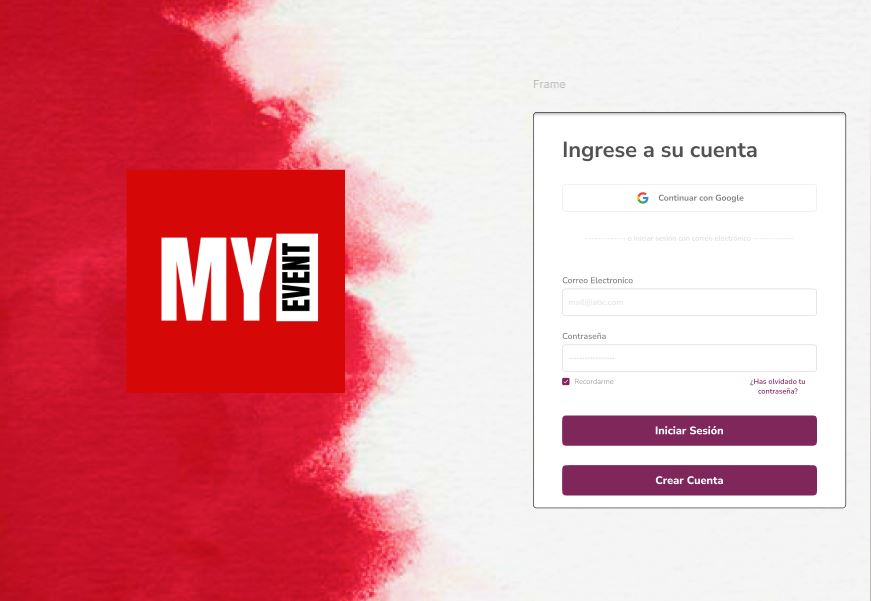 Frame
MY EVENT
Ingrese a su cuenta
Continuar con Google
------------- o iniciar sesión con correo electrónico -------------
Correo Electronico
mail@abc.com
Contraseña
----------------
Recordarme
¿Has olvidado tu
contraseña?
Iniciar Sesión
Crear Cuenta